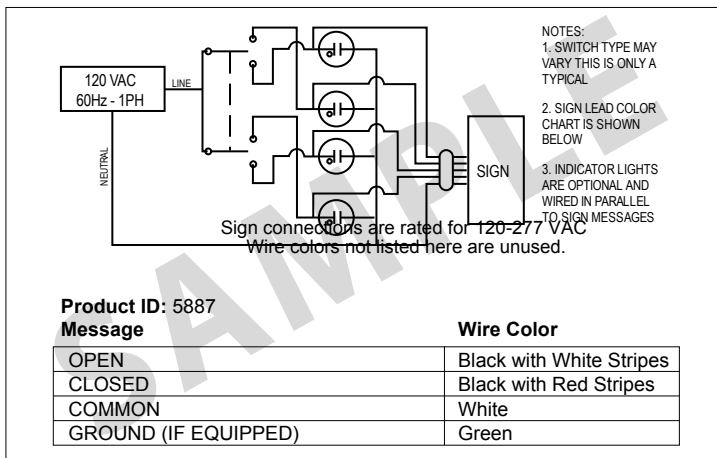 120 VAC
60Hz - 1PH
LINE
NEUTRAL
SIGN
NOTES:
1. SWITCH TYPE MAY
VARY THIS IS ONLY A
TYPICAL
2. SIGN LEAD COLOR
CHART IS SHOWN
BELOW
3. INDICATOR LIGHTS
ARE OPTIONAL AND
WIRED IN PARALLEL
TO SIGN MESSAGES
Sign connections are rated for 120-277 VAC
Wire colors not listed here are unused.
Product ID: 5887
Message Wire Color
OPEN Black with White Stripes
CLOSED Black with Red Stripes
COMMON White
GROUND (IF EQUIPPED) Green
SAMPLE